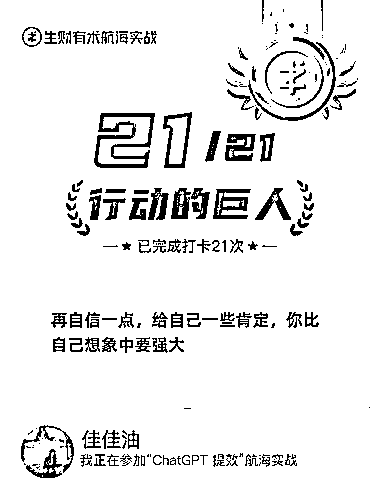 生财有术航海实战
21/21
行动的巨人
已完成打卡21次
再自信一点，给自己一些肯定，你比
自己想象中要强大
佳佳油
我正在参加“ChatGPT 提效”航海实战